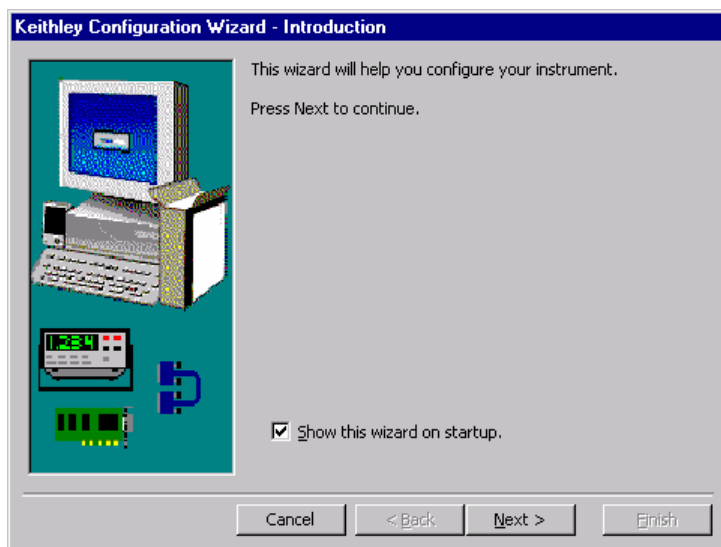 Keithley Configuration Wizard - Introduction
This wizard will help you configure your instrument.
Press Next to continue.
1.284
Show this wizard on startup.
Cancel
< Back
Next >
Finish